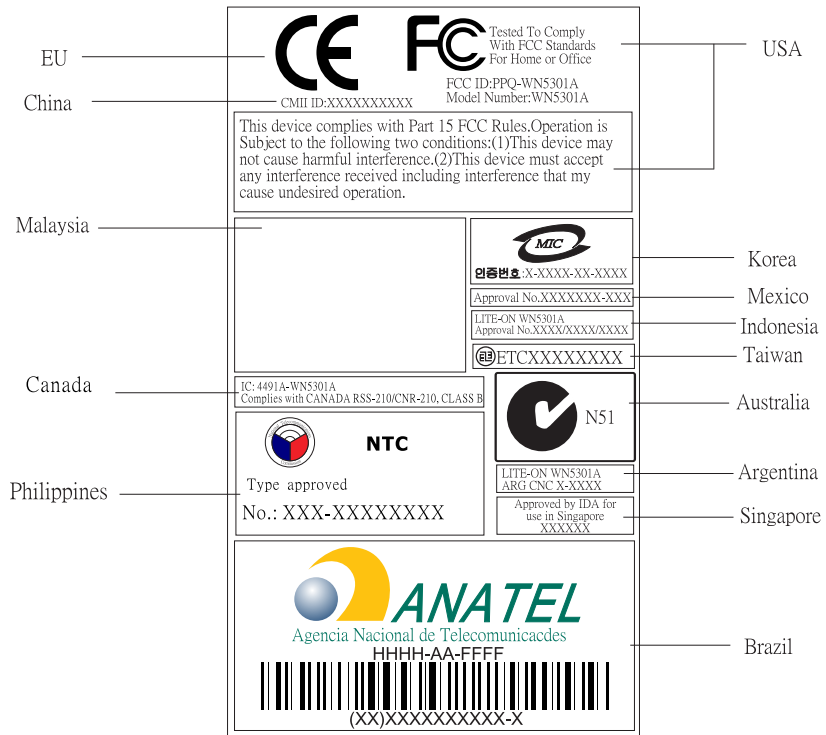 EU
China
Malaysia
Canada
Philippines
CE
FC
Tested To Comply
With FCC Standards
For Home or Office
FCC ID:PPQ-WN5301A
Model Number:WN5301A
CMII ID:XXXXXXXXXX
This device complies with Part 15 FCC Rules.Operation is
Subject to the following two conditions:(1)This device may
not cause harmful interference.(2)This device must accept
any interference received including interference that my
cause undesired operation.
MIC
인증번호:X-XXXX-XX-XXXX
Approval No.XXXXXXX-XXX
LITE-ON WN5301A
Approval No.XXXX/XXXX/XXXX
ETCXXXXXXXX
IC: 4491A-WN5301A
Complies with CANADA RSS-210/CNR-210, CLASS B
N51
NTC
Type approved
No.: XXX-XXXXXXXX
LITE-ON WN5301A
ARG CNC X-XXXX
Approved by IDA for
use in Singapore
XXXXXX
ANATEL
Agencia Nacional de Telecomunicacdes
HHHH-AA-FFFF
(XX)XXXXXXXXXX-X
USA
Korea
Mexico
Indonesia
Taiwan
Australia
Argentina
Singapore
Brazil